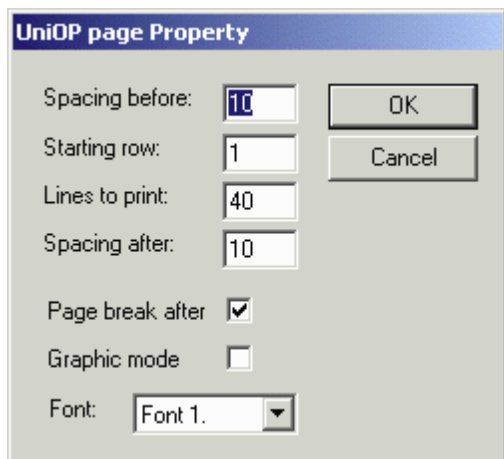 UniOP page Property
Spacing before: 10
OK
Starting row: 1
Cancel
Lines to print: 40
Spacing after: 10
Page break after
Graphic mode
Font: Font 1.